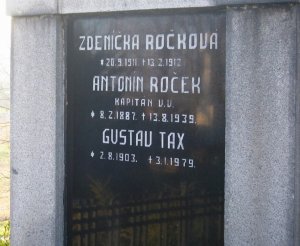 ZDENIČKA ROČKOVÁ
* 20.9.1911 † 13.2.1912.
ANTONÍN ROČEK
KAPITÁN V.V.
* 8.2.1887. † 13.8.1939.
GUSTAV TAX
* 2.8.1903. † 3.1.1979.